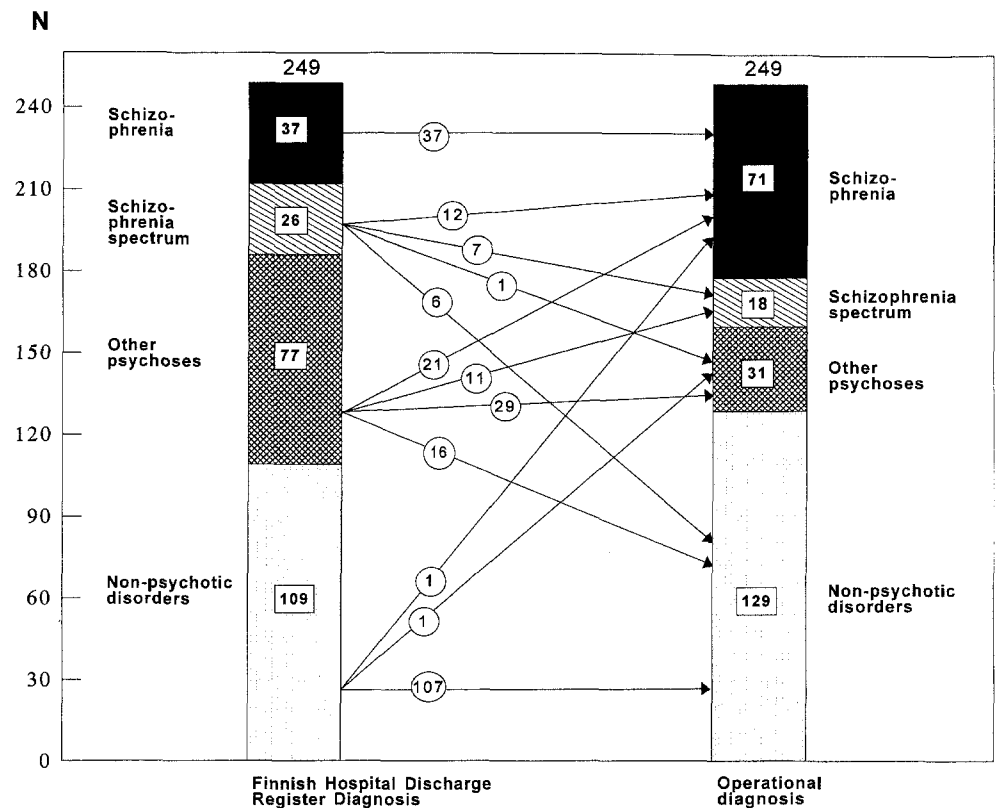 N
249
249
240
210
180
150
120
90
60
30
0
Schizo-
phrenia
Schizo-
phrenia
spectrum
Other
psychoses
Non-psychotic
disorders
37
26
77
109
37
12
7
1
6
21
11
29
16
1
1
107
71
18
31
129
Schizo-
phrenia
Schizophrenia
spectrum
Other
psychoses
Non-psychotic
disorders
Finnish Hospital Discharge
Register Diagnosis
Operational
diagnosis